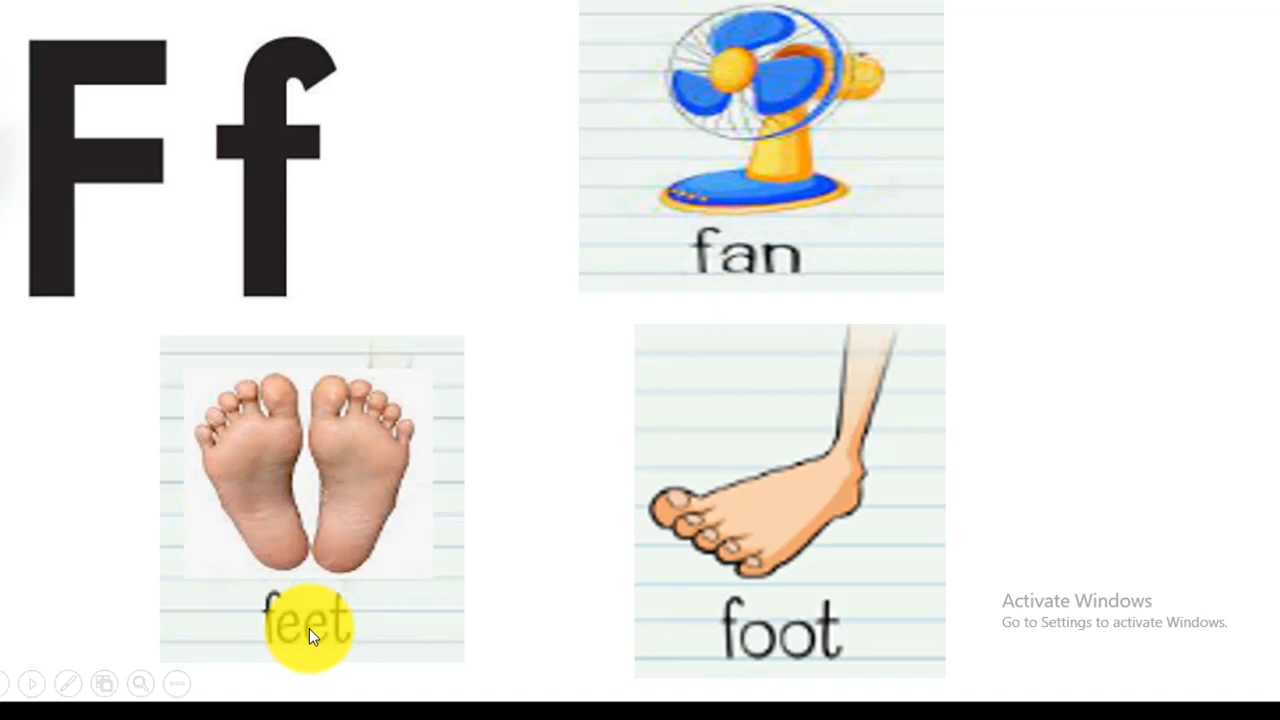 F f
fan
feet
foot
Activate Windows
Go to Settings to activate Windows.